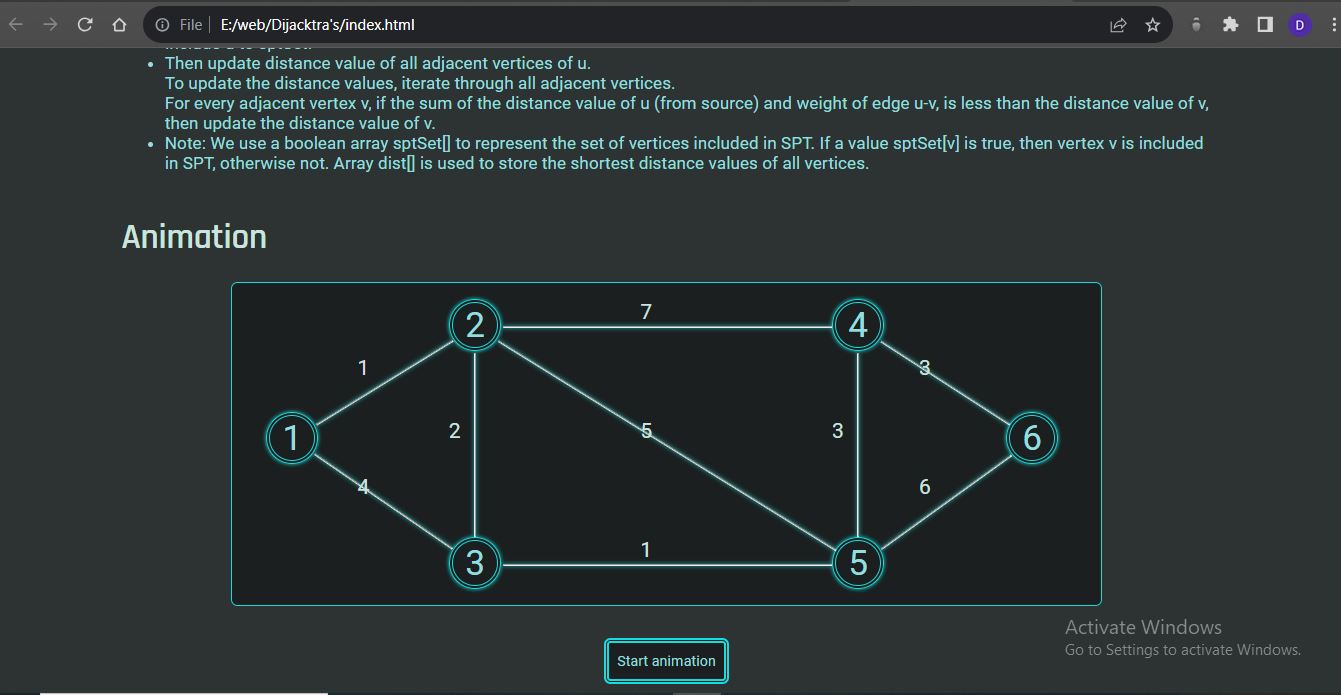 File
E:/web/Dijacktra's/index.html
D
Then update distance value of all adjacent vertices of u.
To update the distance values, iterate through all adjacent vertices.
For every adjacent vertex v, if the sum of the distance value of u (from source) and weight of edge u-v, is less than the distance value of v,
then update the distance value of v.
Note: We use a boolean array sptSet[] to represent the set of vertices included in SPT. If a value sptSet[v] is true, then vertex v is included
in SPT, otherwise not. Array dist[] is used to store the shortest distance values of all vertices.
Animation
7
2
4
1
3
2
5
3
1
6
4
6
1
3
5
Start animation
Activate Windows
Go to Settings to activate Windows.